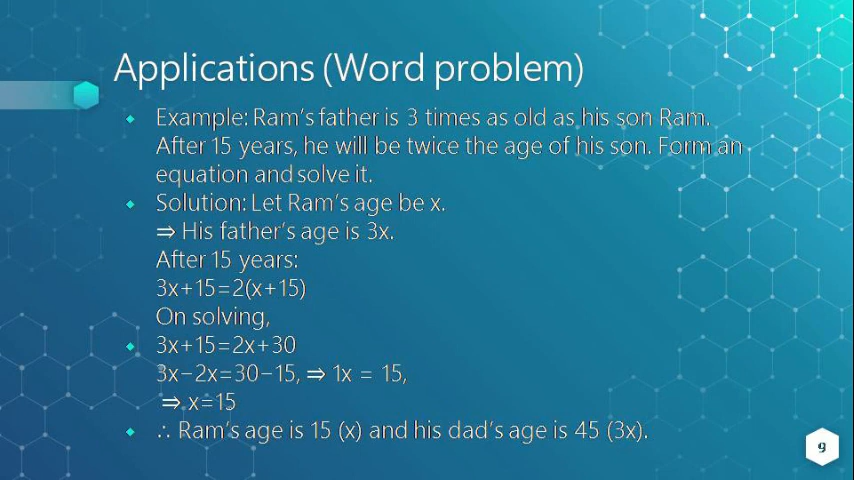 Applications (Word problem)
Example: Ram's father is 3 times as old as his son Ram.
After 15 years, he will be twice the age of his son. Form an
equation and solve it.
Solution: Let Ram's age be x.
⇒ His father's age is 3x.
After 15 years:
3x+15=2(x+15)
On solving,
3x+15=2x+30
3x−2x=30−15, ⇒ 1x = 15,
⇒ x=15
∴ Ram's age is 15 (x) and his dad's age is 45 (3x).
9